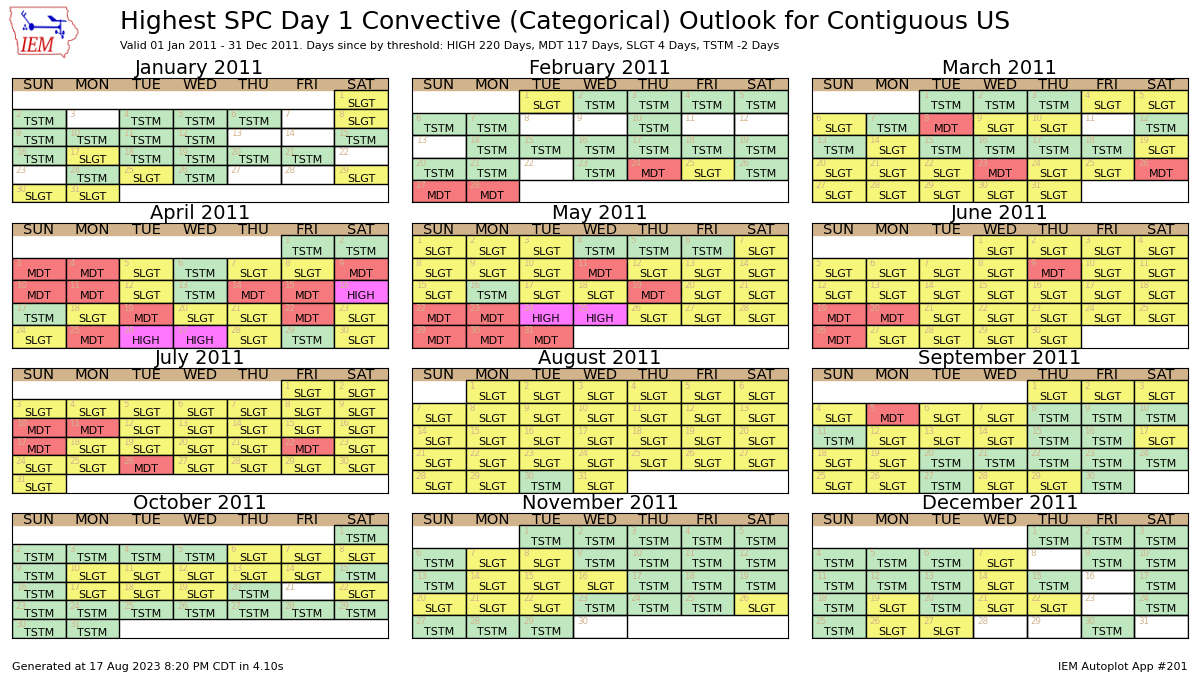 IEM
Highest SPC Day 1 Convective (Categorical) Outlook for Contiguous US
Valid 01 Jan 2011 - 31 Dec 2011. Days since by threshold: HIGH 220 Days, MDT 117 Days, SLGT 4 Days, TSTM -2 Days
January 2011
SUN MON TUE WED THU FRI SAT
1
SLGT
2 3 4 5 6 7 8
TSTM TSTM TSTM TSTM SLGT
9 10 11 12 13 14 15
TSTM TSTM TSTM TSTM TSTM
16 17 18 19 20 21 22
TSTM SLGT TSTM TSTM TSTM TSTM
23 24 25 26 27 28 29
TSTM SLGT TSTM SLGT
30 31
SLGT SLGT
February 2011
SUN MON TUE WED THU FRI SAT
1 2 3 4 5
SLGT TSTM TSTM TSTM TSTM
6 7 8 9 10 11 12
TSTM TSTM TSTM
13 14 15 16 17 18 19
TSTM TSTM TSTM TSTM TSTM TSTM
20 21 22 23 24 25 26
TSTM TSTM TSTM MDT SLGT TSTM
27 28
MDT MDT
March 2011
SUN MON TUE WED THU FRI SAT
1 2 3 4 5
TSTM TSTM TSTM SLGT SLGT
6 7 8 9 10 11 12
SLGT TSTM MDT SLGT SLGT TSTM
13 14 15 16 17 18 19
TSTM SLGT TSTM TSTM TSTM TSTM SLGT
20 21 22 23 24 25 26
SLGT SLGT SLGT MDT SLGT SLGT MDT
27 28 29 30 31
SLGT SLGT SLGT SLGT SLGT
April 2011
SUN MON TUE WED THU FRI SAT
1 2
TSTM TSTM
3 4 5 6 7 8 9
MDT MDT SLGT TSTM SLGT SLGT MDT
10 11 12 13 14 15 16
MDT MDT SLGT TSTM MDT MDT HIGH
17 18 19 20 21 22 23
TSTM SLGT MDT SLGT SLGT MDT SLGT
24 25 26 27 28 29 30
SLGT MDT HIGH HIGH SLGT TSTM SLGT
May 2011
SUN MON TUE WED THU FRI SAT
1 2 3 4 5 6 7
SLGT SLGT SLGT TSTM TSTM TSTM SLGT
8 9 10 11 12 13 14
SLGT SLGT SLGT MDT SLGT SLGT SLGT
15 16 17 18 19 20 21
SLGT TSTM SLGT SLGT MDT SLGT SLGT
22 23 24 25 26 27 28
MDT MDT HIGH HIGH SLGT SLGT SLGT
29 30 31
MDT MDT MDT
June 2011
SUN MON TUE WED THU FRI SAT
1 2 3 4
SLGT SLGT SLGT SLGT
5 6 7 8 9 10 11
SLGT SLGT SLGT SLGT MDT SLGT SLGT
12 13 14 15 16 17 18
SLGT SLGT SLGT SLGT SLGT SLGT SLGT
19 20 21 22 23 24 25
MDT MDT SLGT SLGT SLGT SLGT SLGT
26 27 28 29 30
MDT SLGT SLGT SLGT SLGT
July 2011
SUN MON TUE WED THU FRI SAT
1 2
SLGT SLGT
3 4 5 6 7 8 9
SLGT SLGT SLGT SLGT SLGT SLGT SLGT
10 11 12 13 14 15 16
MDT MDT SLGT SLGT SLGT SLGT SLGT
17 18 19 20 21 22 23
MDT SLGT SLGT SLGT SLGT MDT SLGT
24 25 26 27 28 29 30
SLGT SLGT MDT SLGT SLGT SLGT SLGT
31
SLGT
August 2011
SUN MON TUE WED THU FRI SAT
1 2 3 4 5 6
SLGT SLGT SLGT SLGT SLGT SLGT
7 8 9 10 11 12 13
SLGT SLGT SLGT SLGT SLGT SLGT SLGT
14 15 16 17 18 19 20
SLGT SLGT SLGT SLGT SLGT SLGT SLGT
21 22 23 24 25 26 27
SLGT SLGT SLGT SLGT SLGT SLGT SLGT
28 29 30 31
SLGT SLGT TSTM SLGT
September 2011
SUN MON TUE WED THU FRI SAT
1 2 3
SLGT SLGT SLGT
4 5 6 7 8 9 10
SLGT MDT SLGT SLGT TSTM TSTM TSTM
11 12 13 14 15 16 17
TSTM SLGT SLGT SLGT TSTM TSTM SLGT
18 19 20 21 22 23 24
SLGT SLGT TSTM TSTM TSTM TSTM TSTM
25 26 27 28 29 30
SLGT SLGT TSTM SLGT SLGT TSTM
October 2011
SUN MON TUE WED THU FRI SAT
1
TSTM
2 3 4 5 6 7 8
TSTM TSTM TSTM TSTM SLGT SLGT SLGT
9 10 11 12 13 14 15
TSTM SLGT SLGT SLGT SLGT SLGT TSTM
16 17 18 19 20 21 22
TSTM SLGT SLGT SLGT TSTM SLGT
23 24 25 26 27 28 29
TSTM TSTM TSTM TSTM TSTM TSTM TSTM
30 31
TSTM TSTM
November 2011
SUN MON TUE WED THU FRI SAT
1 2 3 4 5
TSTM TSTM TSTM TSTM TSTM
6 7 8 9 10 11 12
TSTM SLGT SLGT TSTM TSTM TSTM TSTM
13 14 15 16 17 18 19
TSTM SLGT SLGT SLGT TSTM TSTM TSTM
20 21 22 23 24 25 26
SLGT SLGT SLGT TSTM TSTM TSTM SLGT
27 28 29 30
TSTM TSTM TSTM
December 2011
SUN MON TUE WED THU FRI SAT
1 2 3
TSTM TSTM TSTM
4 5 6 7 8 9 10
TSTM TSTM TSTM SLGT TSTM TSTM
11 12 13 14 15 16 17
TSTM TSTM TSTM SLGT TSTM TSTM
18 19 20 21 22 23 24
TSTM SLGT TSTM SLGT SLGT TSTM
25 26 27 28 29 30 31
TSTM SLGT SLGT TSTM
Generated at 17 Aug 2023 8:20 PM CDT in 4.10s
IEM Autoplot App #201